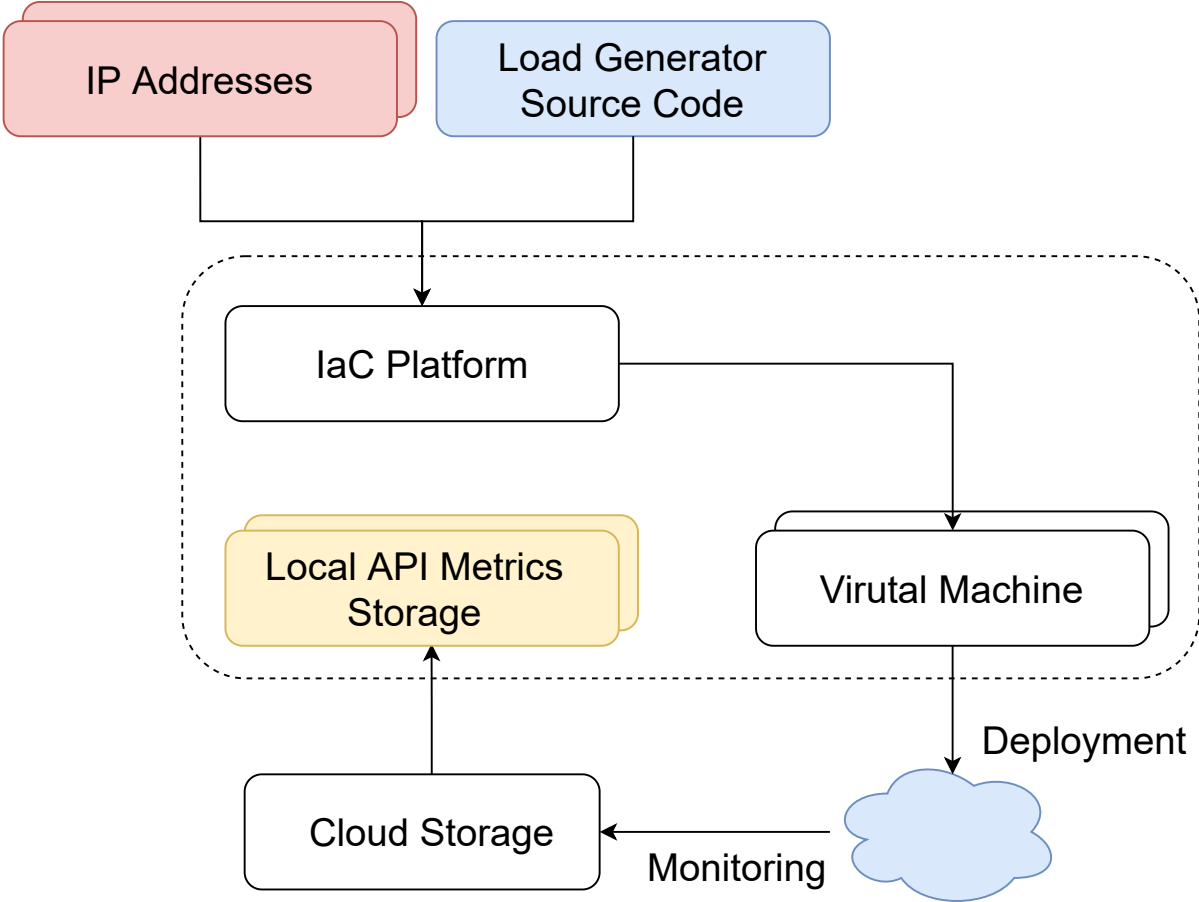 IP Addresses
Load Generator
Source Code
IaC Platform
Local API Metrics
Storage
Virutal Machine
Deployment
Cloud Storage
Monitoring